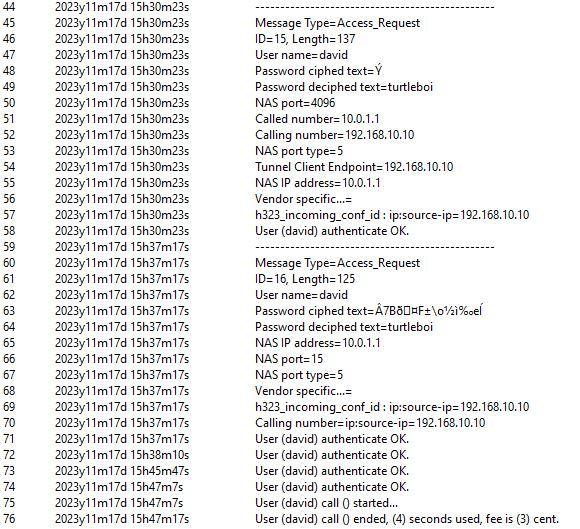 44 2023y11m17d 15h30m23s ------------------------------------------------
45 2023y11m17d 15h30m23s Message Type=Access_Request
46 2023y11m17d 15h30m23s ID=15, Length=137
47 2023y11m17d 15h30m23s User name=david
48 2023y11m17d 15h30m23s Password ciphed text=Ý
49 2023y11m17d 15h30m23s Password deciphed text=turtleboi
50 2023y11m17d 15h30m23s NAS port=4096
51 2023y11m17d 15h30m23s Called number=10.0.1.1
52 2023y11m17d 15h30m23s Calling number=192.168.10.10
53 2023y11m17d 15h30m23s NAS port type=5
54 2023y11m17d 15h30m23s Tunnel Client Endpoint=192.168.10.10
55 2023y11m17d 15h30m23s NAS IP address=10.0.1.1
56 2023y11m17d 15h30m23s Vendor specific...=
57 2023y11m17d 15h30m23s h323_incoming_conf_id : ip:source-ip=192.168.10.10
58 2023y11m17d 15h30m23s User (david) authenticate OK.
59 2023y11m17d 15h37m17s ------------------------------------------------
60 2023y11m17d 15h37m17s Message Type=Access_Request
61 2023y11m17d 15h37m17s ID=16, Length=125
62 2023y11m17d 15h37m17s User name=david
63 2023y11m17d 15h37m17s Password ciphed text=Â7Bð□¤F±\o½ì‰eÍ
64 2023y11m17d 15h37m17s Password deciphed text=turtleboi
65 2023y11m17d 15h37m17s NAS IP address=10.0.1.1
66 2023y11m17d 15h37m17s NAS port=15
67 2023y11m17d 15h37m17s NAS port type=5
68 2023y11m17d 15h37m17s Vendor specific...=
69 2023y11m17d 15h37m17s h323_incoming_conf_id : ip:source-ip=192.168.10.10
70 2023y11m17d 15h37m17s Calling number=ip:source-ip=192.168.10.10
71 2023y11m17d 15h37m17s User (david) authenticate OK.
72 2023y11m17d 15h38m10s User (david) authenticate OK.
73 2023y11m17d 15h45m47s User (david) authenticate OK.
74 2023y11m17d 15h47m7s User (david) authenticate OK.
75 2023y11m17d 15h47m7s User (david) call () started...
76 2023y11m17d 15h47m17s User (david) call () ended, (4) seconds used, fee is (3) cent.